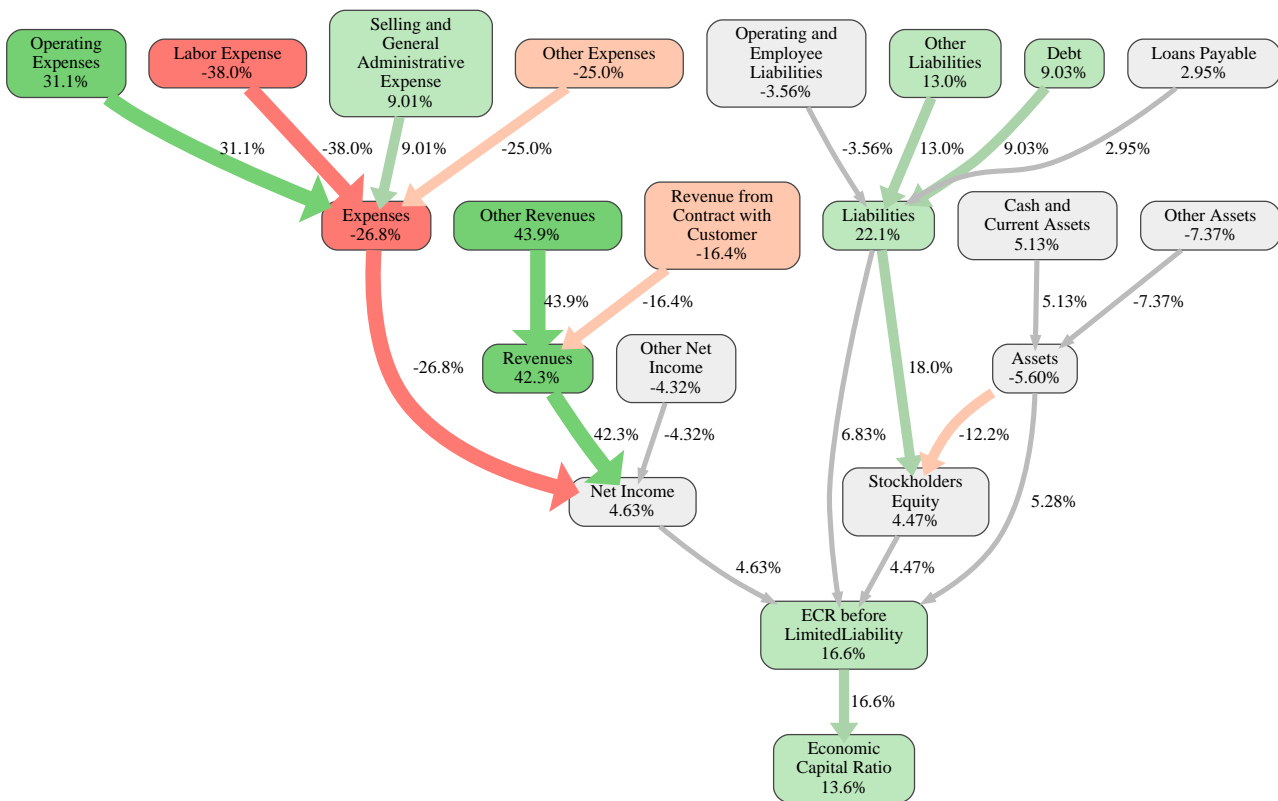 Operating
Expenses
31.1%
Labor Expense
-38.0%
Selling and
General
Administrative
Expense
9.01%
Other Expenses
-25.0%
Operating and
Employee
Liabilities
-3.56%
Other
Liabilities
13.0%
Debt
9.03%
Loans Payable
2.95%
31.1%
-38.0%
9.01%
-25.0%
-3.56%
13.0%
9.03%
2.95%
Expenses
-26.8%
Other Revenues
43.9%
Revenue from
Contract with
Customer
-16.4%
Liabilities
22.1%
Cash and
Current Assets
5.13%
Other Assets
-7.37%
43.9%
-16.4%
5.13%
-7.37%
-26.8%
Revenues
42.3%
Other Net
Income
-4.32%
18.0%
Assets
-5.60%
42.3%
-4.32%
6.83%
-12.2%
Net Income
4.63%
Stockholders
Equity
4.47%
5.28%
4.63%
4.47%
ECR before
LimitedLiability
16.6%
16.6%
Economic
Capital Ratio
13.6%